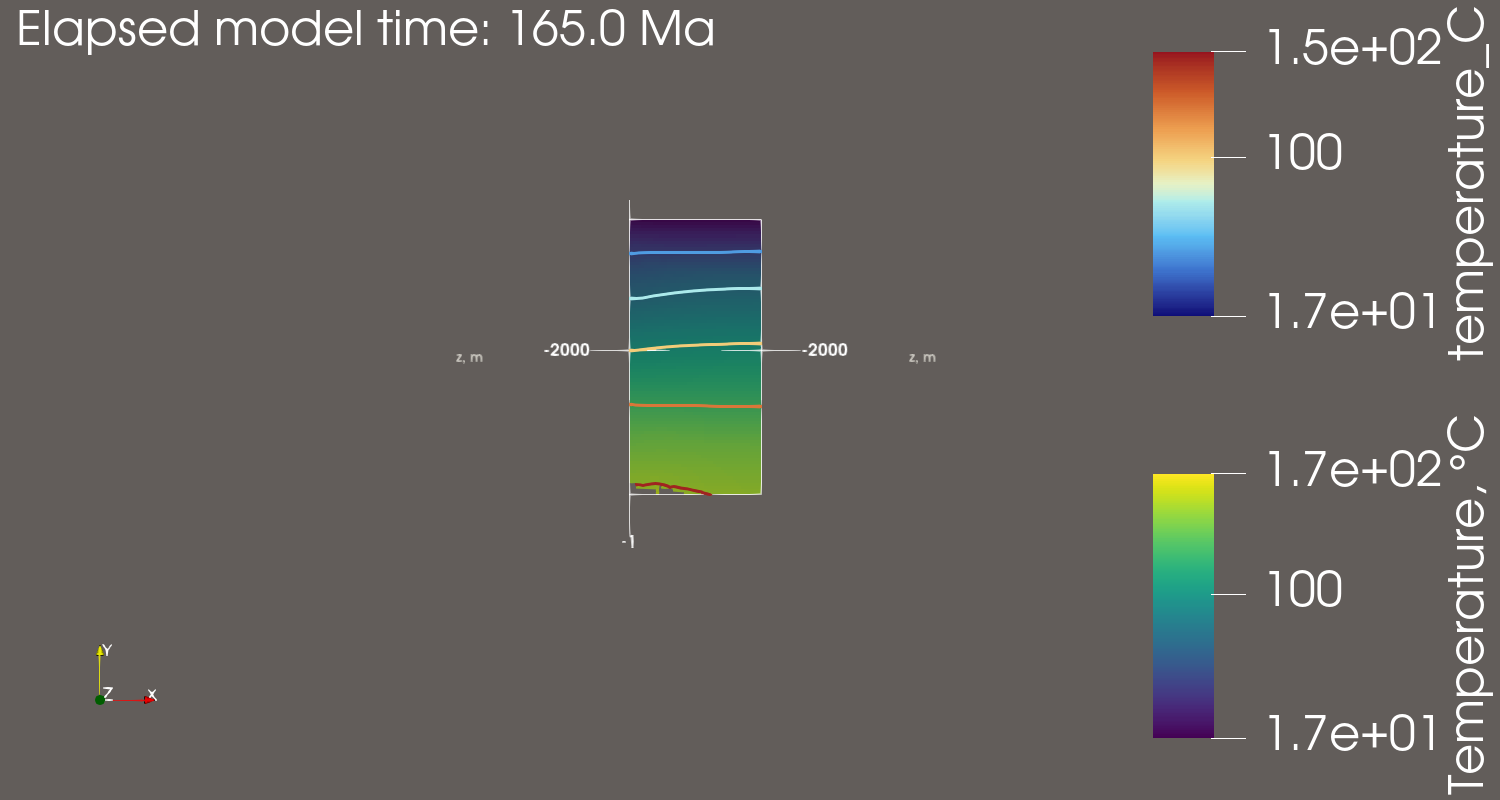 Elapsed model time: 165.0 Ma
1.5e+02
100
1.7e+01
temperature_C
z, m
-2000
-2000
z, m
-1
1.7e+02
100
1.7e+01
Temperature, °C
Y
Z
X